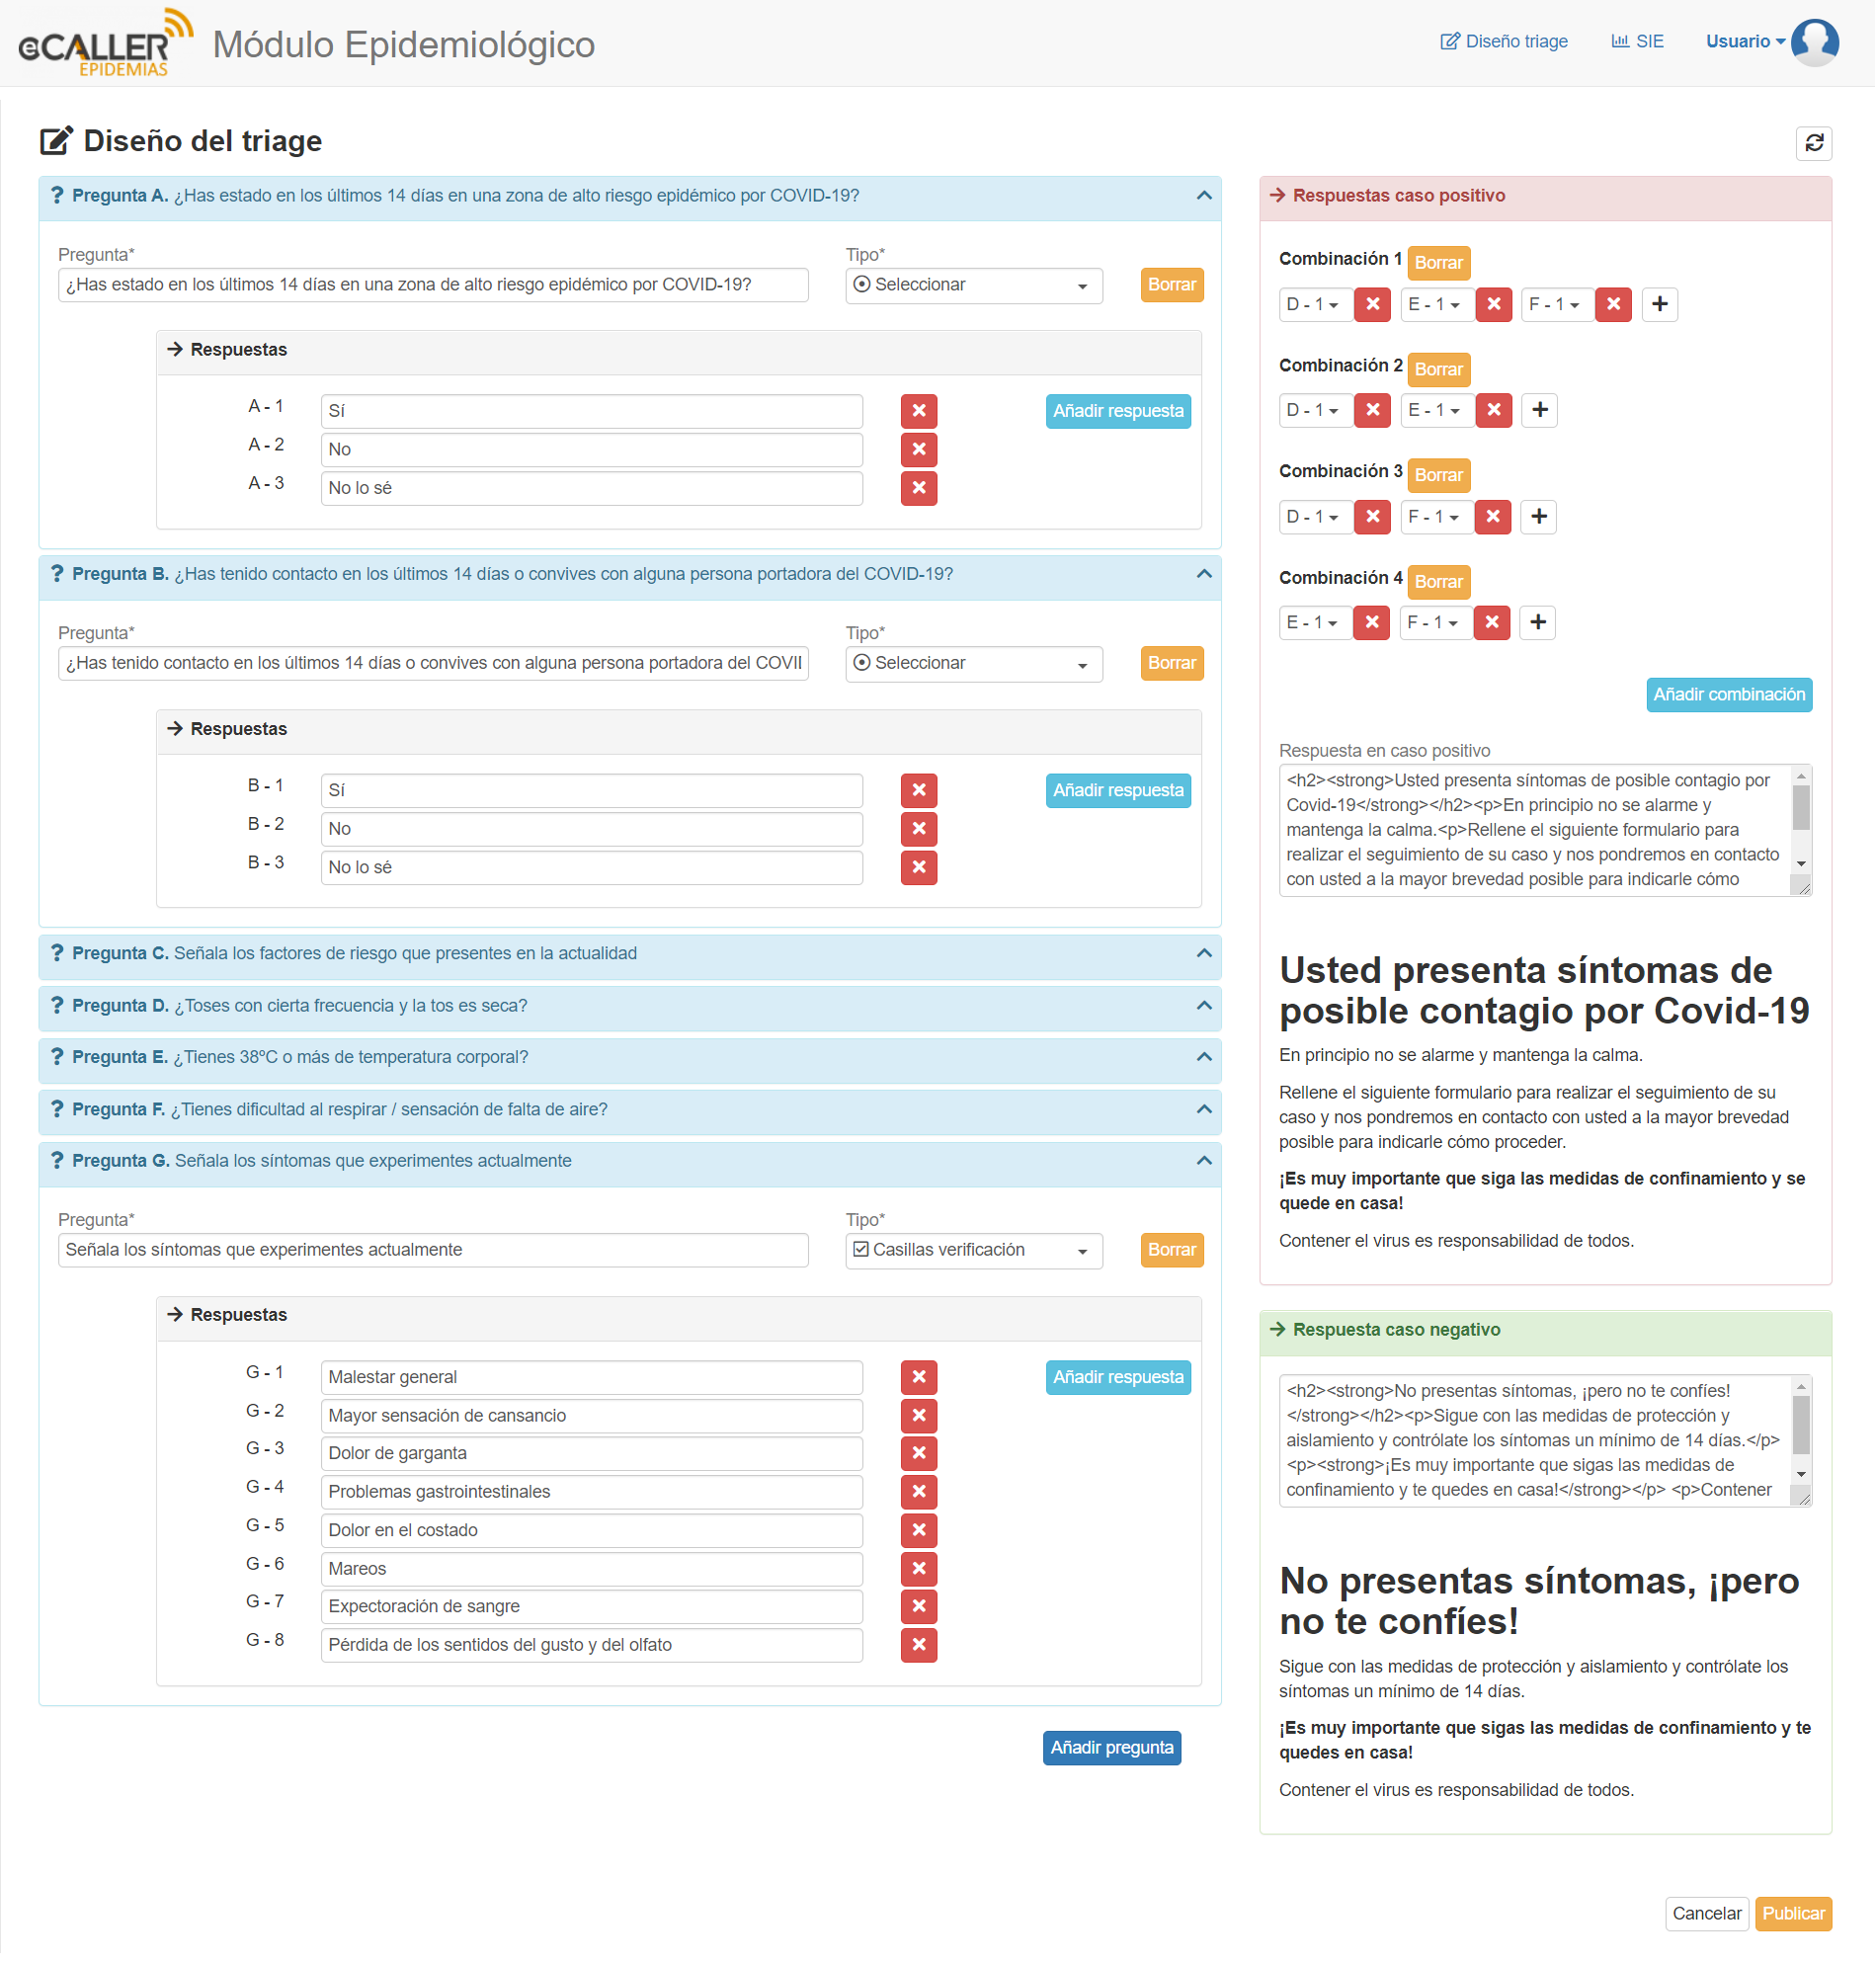 eCALLER
EPIDEMIAS
Módulo Epidemiológico
Diseño triage
SIE
Usuario
Diseño del triage
? Pregunta A. ¿Has estado en los últimos 14 días en una zona de alto riesgo epidémico por COVID-19?
Pregunta*
Tipo*
¿Has estado en los últimos 14 días en una zona de alto riesgo epidémico por COVID-19?
Seleccionar
Borrar
Respuestas
A - 1
Sí
Añadir respuesta
A - 2
No
A - 3
No lo sé
? Pregunta B. ¿Has tenido contacto en los últimos 14 días o convives con alguna persona portadora del COVID-19?
Pregunta*
Tipo*
¿Has tenido contacto en los últimos 14 días o convives con alguna persona portadora del COVII
Seleccionar
Borrar
Respuestas
B - 1
Sí
Añadir respuesta
B - 2
No
B - 3
No lo sé
? Pregunta C. Señala los factores de riesgo que presentes en la actualidad
? Pregunta D. ¿Toses con cierta frecuencia y la tos es seca?
? Pregunta E. ¿Tienes 38ºC o más de temperatura corporal?
? Pregunta F. ¿Tienes dificultad al respirar / sensación de falta de aire?
? Pregunta G. Señala los síntomas que experimentes actualmente
Pregunta*
Tipo*
Señala los síntomas que experimentes actualmente
Casillas verificación
Borrar
Respuestas
G - 1
Malestar general
Añadir respuesta
G - 2
Mayor sensación de cansancio
G - 3
Dolor de garganta
G - 4
Problemas gastrointestinales
G - 5
Dolor en el costado
G - 6
Mareos
G - 7
Expectoración de sangre
G - 8
Pérdida de los sentidos del gusto y del olfato
Añadir pregunta
Respuestas caso positivo
Combinación 1 Borrar
D - 1 E - 1 F - 1
Combinación 2 Borrar
D - 1 E - 1
Combinación 3 Borrar
D - 1 F - 1
Combinación 4 Borrar
E - 1 F - 1
Añadir combinación
Respuesta en caso positivo
<h2><strong>Usted presenta síntomas de posible contagio por
Covid-19</strong></h2><p>En principio no se alarme y
mantenga la calma.<p>Rellene el siguiente formulario para
realizar el seguimiento de su caso y nos pondremos en contacto
con usted a la mayor brevedad posible para indicarle cómo
Usted presenta síntomas de
posible contagio por Covid-19
En principio no se alarme y mantenga la calma.
Rellene el siguiente formulario para realizar el seguimiento de su
caso y nos pondremos en contacto con usted a la mayor brevedad
posible para indicarle cómo proceder.
¡Es muy importante que siga las medidas de confinamiento y se
quede en casa!
Contener el virus es responsabilidad de todos.
Respuesta caso negativo
<h2><strong>No presentas síntomas, ¡pero no te confíes!
</strong></h2><p>Sigue con las medidas de protección y
aislamiento y contrólate los síntomas un mínimo de 14 días.</p>
<p><strong>¡Es muy importante que sigas las medidas de
confinamiento y te quedes en casa!</strong></p> <p>Contener
No presentas síntomas, ¡pero
no te confíes!
Sigue con las medidas de protección y aislamiento y contrólate los
síntomas un mínimo de 14 días.
¡Es muy importante que sigas las medidas de confinamiento y te
quedes en casa!
Contener el virus es responsabilidad de todos.
Cancelar
Publicar